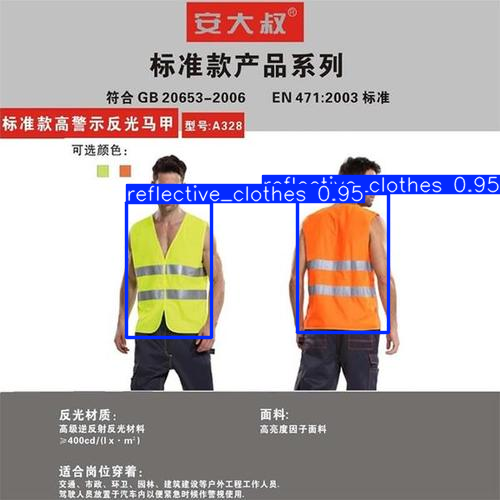 安大叔®
标准款产品系列
符合 GB 20653-2006 EN 471:2003 标准
标准款高警示反光马甲 型号:A328
可选颜色:
reflective_clothes 0.95
reflective_clothes 0.95
反光材质: 面料:
高级逆反射反光材料 高亮度因子面料
≥400cd/(lx·m²)
适合岗位穿着:
交通、市政、环卫、园林、建筑建设等户外工程工作人员.
驾驶人员放置于汽车内以便紧急时候作警视使用.